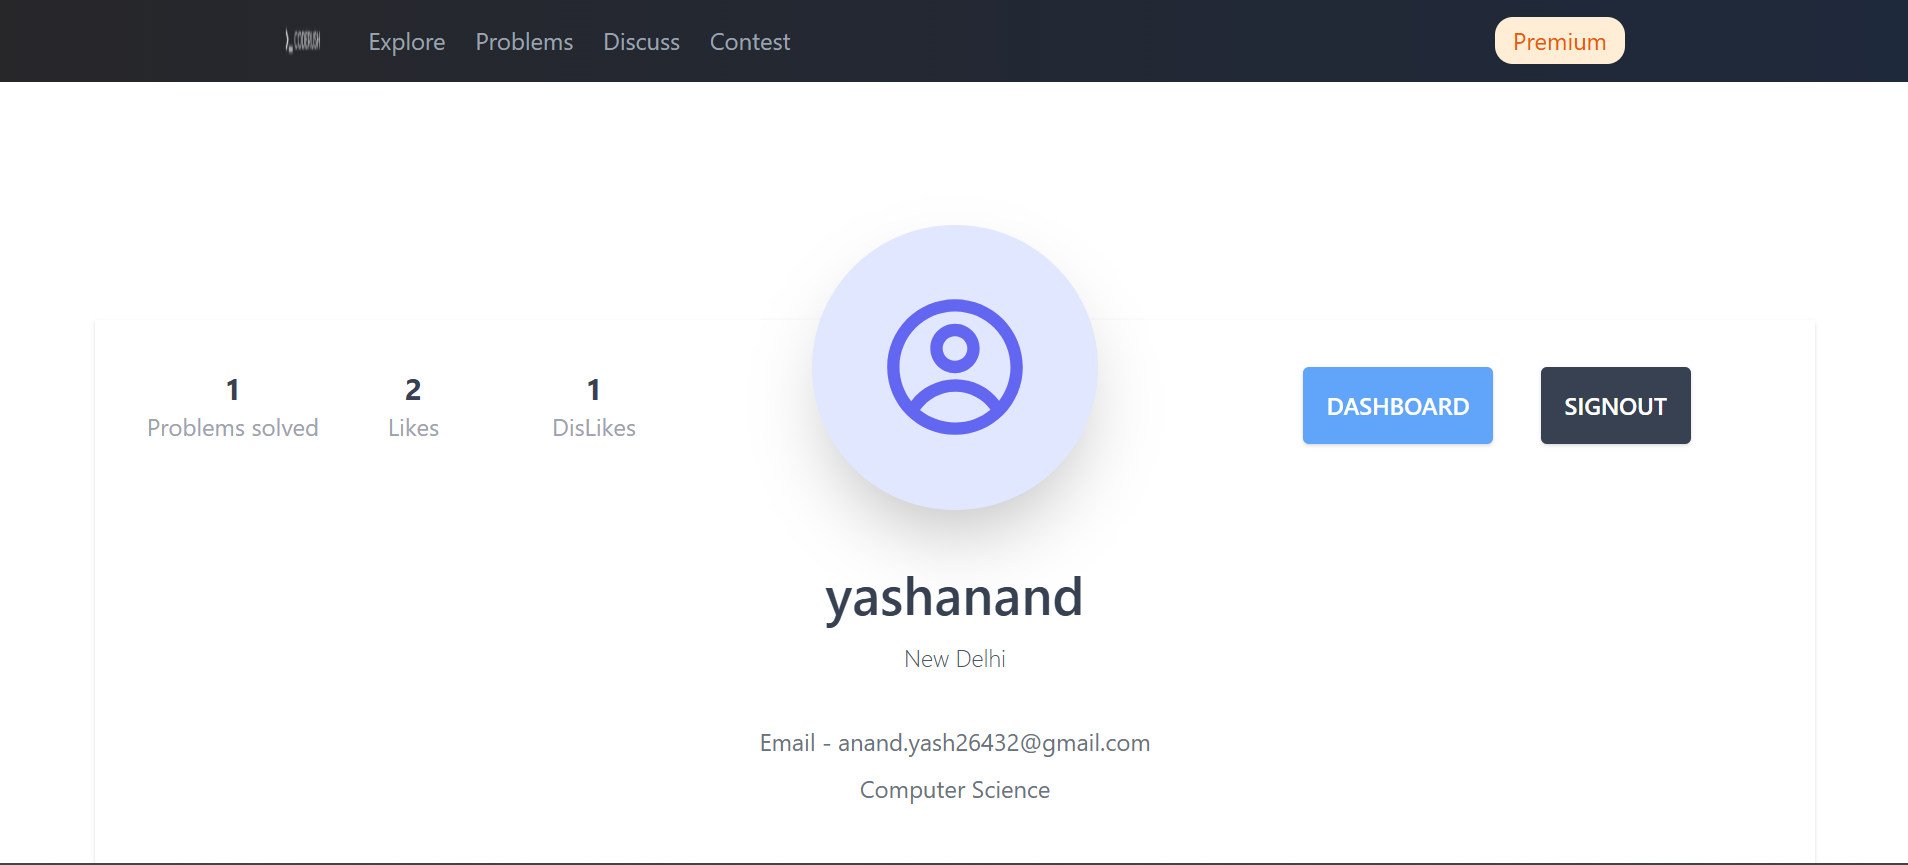 CODERUSH
Explore Problems Discuss Contest
Premium
1
Problems solved
2
Likes
1
DisLikes
DASHBOARD
SIGNOUT
yashanand
New Delhi
Email - anand.yash26432@gmail.com
Computer Science